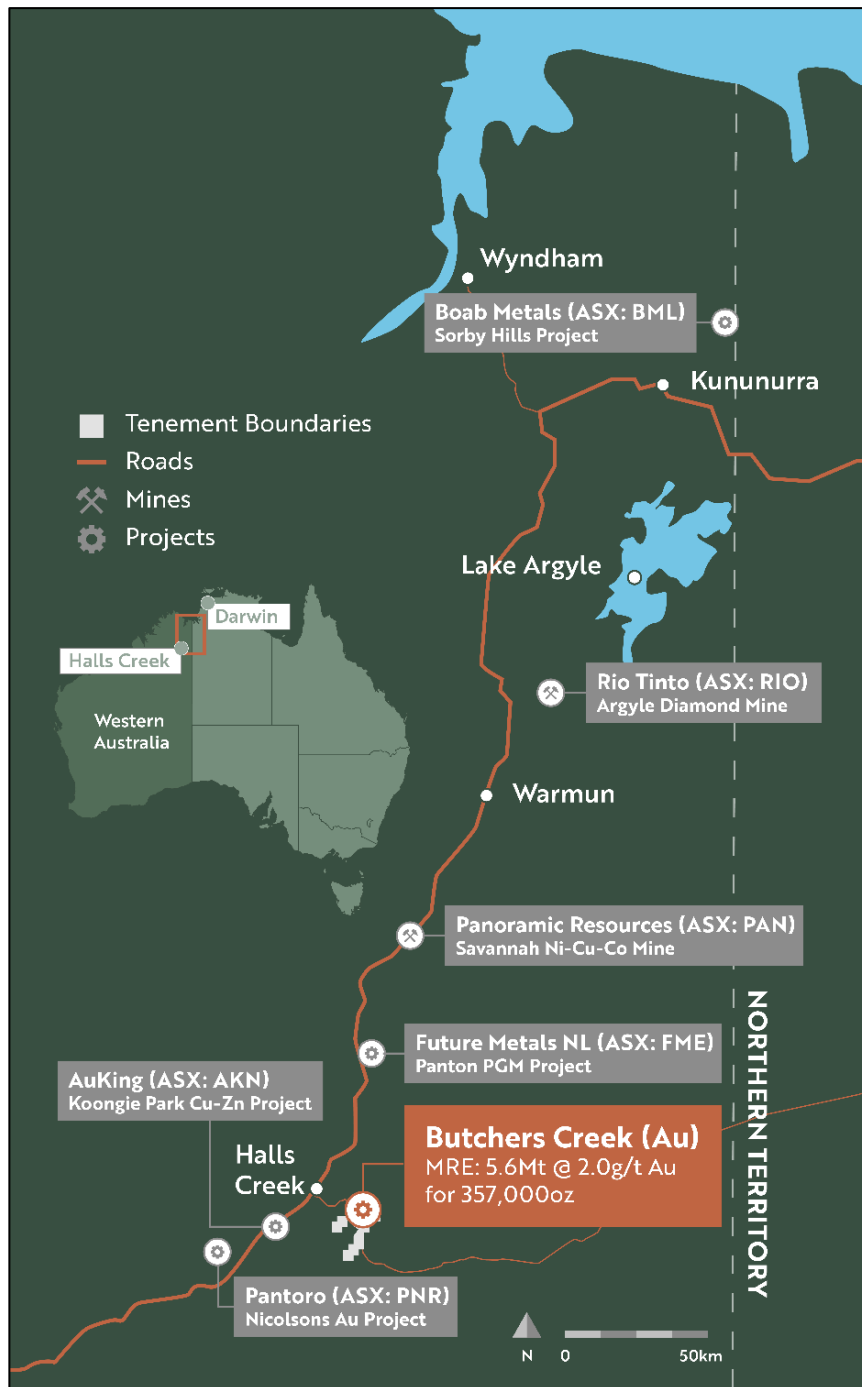 Wyndham
Boab Metals (ASX: BML)
Sorby Hills Project
Kununurra
Tenement Boundaries
Roads
Mines
Projects
Lake Argyle
Darwin
Halls Creek
Western
Australia
Rio Tinto (ASX: RIO)
Argyle Diamond Mine
Warmun
Panoramic Resources (ASX: PAN)
Savannah Ni-Cu-Co Mine
NORTHERN TERRITORY
Future Metals NL (ASX: FME)
Panton PGM Project
AuKing (ASX: AKN)
Koongie Park Cu-Zn Project
Butchers Creek (Au)
MRE: 5.6Mt @ 2.0g/t Au
for 357,000oz
Halls
Creek
Pantoro (ASX: PNR)
Nicolsons Au Project
N
0 50km